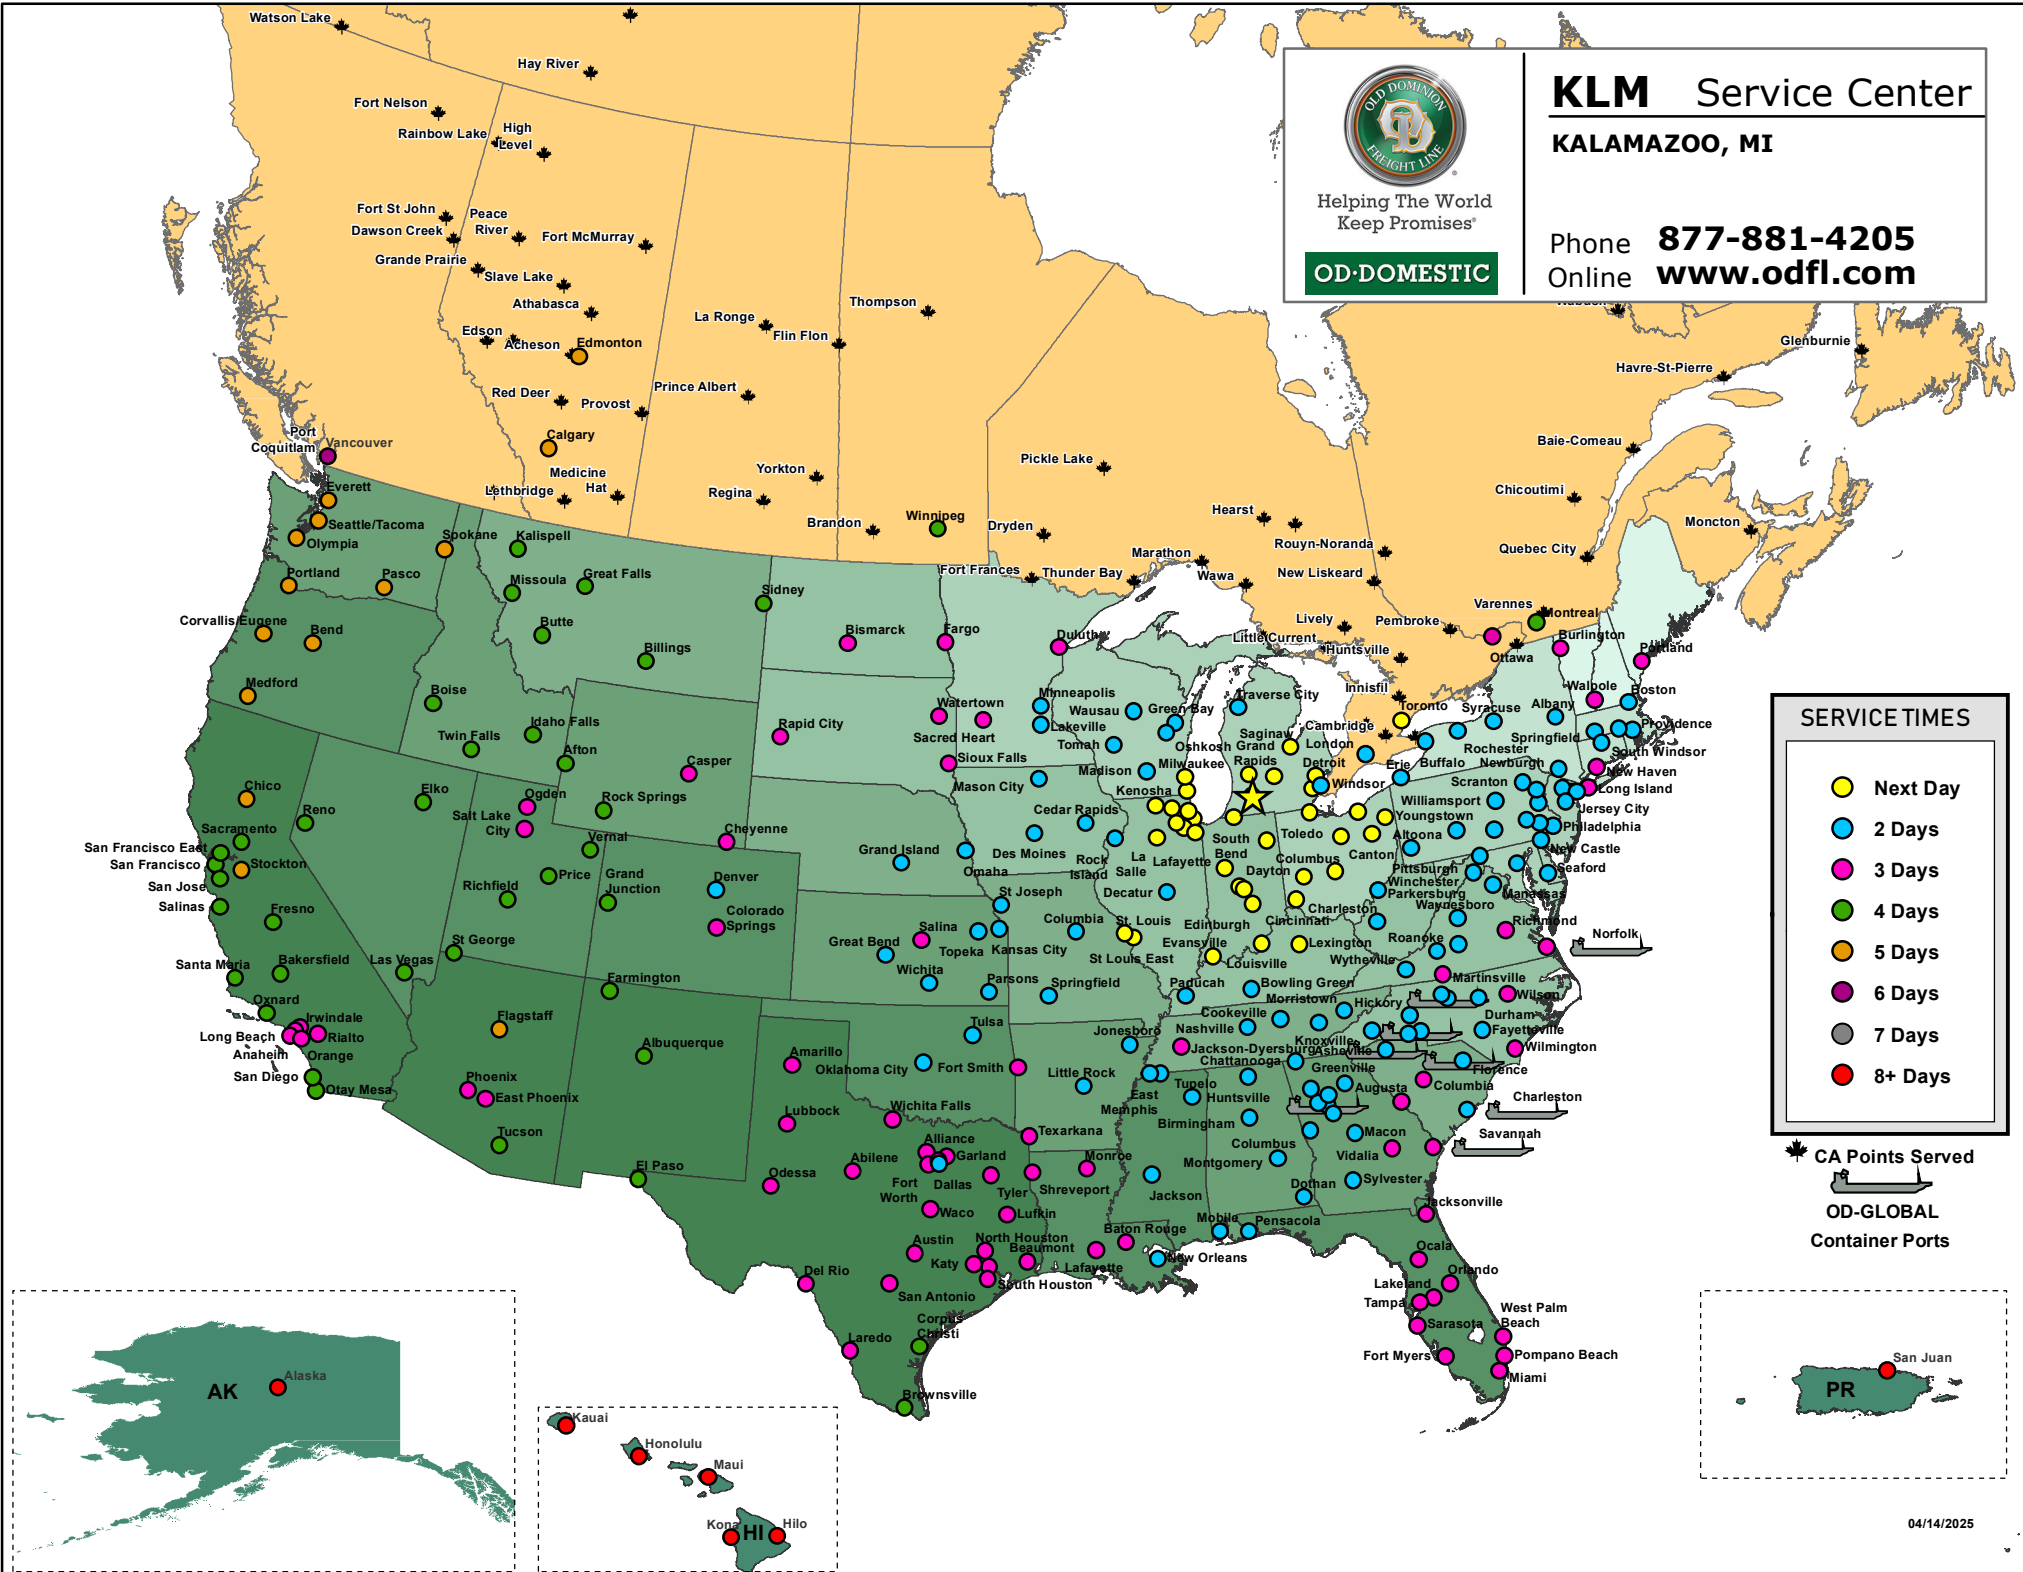 Watson Lake
Hay River
Fort Nelson
Rainbow Lake
High
Level
Fort St John
Peace
River
Dawson Creek
Fort McMurray
Grande Prairie
Slave Lake
Athabasca
Thompson
La Ronge
Flin Flon
Edson
Acheson
Edmonton
Prince Albert
Red Deer
Provost
Calgary
Port
Coquitlam
Vancouver
Medicine
Hat
Lethbridge
Yorkton
Regina
Brandon
Winnipeg
Pickle Lake
Dryden
Hearst
Marathon
Rouyn-Noranda
Fort Frances
Thunder Bay
Wawa
New Liskeard
Glenburnie
Havre-St-Pierre
Baie-Comeau
Chicoutimi
Moncton
Quebec City
Varennes
Montreal
Lively
Pembroke
Little Current
Huntsville
Ottawa
Innisfil
Toronto
Cambridge
London
Windsor
OLD DOMINION
FREIGHT LINE
Helping The World
Keep Promises®
OD·DOMESTIC
KLM Service Center
KALAMAZOO, MI
Phone 877-881-4205
Online www.odfl.com
Everett
Seattle/Tacoma
Olympia
Spokane
Kalispell
Portland
Pasco
Missoula
Great Falls
Sidney
Corvallis/Eugene
Bend
Butte
Billings
Bismarck
Fargo
Duluth
Medford
Boise
Idaho Falls
Twin Falls
Afton
Casper
Rapid City
Watertown
Sacred Heart
Sioux Falls
Minneapolis
Lakeville
Wausau
Green Bay
Tomah
Oshkosh
Madison
Milwaukee
Kenosha
Mason City
Traverse City
Saginaw
Grand
Rapids
Detroit
Burlington
Portland
Walpole
Boston
Syracuse
Albany
Providence
Springfield
South Windsor
Rochester
Buffalo
Erie
Newburgh
New Haven
Long Island
Scranton
Jersey City
Williamsport
Youngstown
Philadelphia
Altoona
New Castle
Pittsburgh
Seaford
Chico
Reno
Elko
Ogden
Salt Lake
City
Rock Springs
Vernal
Cheyenne
Sacramento
San Francisco East
San Francisco
Stockton
San Jose
Salinas
Fresno
Price
Richfield
Grand
Junction
Denver
Colorado
Springs
Grand Island
Omaha
Des Moines
Cedar Rapids
Rock
Island
La
Salle
Lafayette
South
Bend
Toledo
Columbus
Canton
Dayton
Decatur
St Joseph
Columbia
St. Louis
St Louis East
Edinburgh
Cincinnati
Evansville
Louisville
Lexington
Charleston
Winchester
Parkersburg
Manassas
Waynesboro
Richmond
Norfolk
Roanoke
Wytheville
Martinsville
Salina
Great Bend
Topeka
Kansas City
Wichita
Parsons
Springfield
Paducah
Bowling Green
Santa Maria
Bakersfield
Las Vegas
St George
Farmington
Oxnard
Irwindale
Long Beach
Rialto
Anaheim
Orange
San Diego
Otay Mesa
Flagstaff
Albuquerque
Phoenix
East Phoenix
Tucson
El Paso
Amarillo
Oklahoma City
Tulsa
Fort Smith
Jonesboro
Little Rock
Lubbock
Wichita Falls
Texarkana
Alliance
Garland
Abilene
Odessa
Fort
Worth
Dallas
Tyler
Waco
Lufkin
Shreveport
Monroe
Austin
North Houston
Beaumont
Katy
South Houston
Del Rio
San Antonio
Corpus
Christi
Laredo
Brownsville
Lafayette
Baton Rouge
New Orleans
Jackson
Morristown
Hickory
Cookeville
Nashville
Knoxville
Asheville
Jackson-Dyersburg
Chattanooga
East
Memphis
Tupelo
Huntsville
Birmingham
Greenville
Augusta
Columbia
Florence
Durham
Wilson
Fayetteville
Wilmington
Charleston
Savannah
Columbus
Macon
Vidalia
Montgomery
Sylvester
Dothan
Mobile
Pensacola
Jacksonville
Ocala
Orlando
Lakeland
Tampa
Sarasota
West Palm
Beach
Fort Myers
Pompano Beach
Miami
SERVICE TIMES
Next Day
2 Days
3 Days
4 Days
5 Days
6 Days
7 Days
8+ Days
CA Points Served
OD-GLOBAL
Container Ports
AK
Alaska
Kauai
Honolulu
Maui
Kona
HI
Hilo
San Juan
PR
04/14/2025